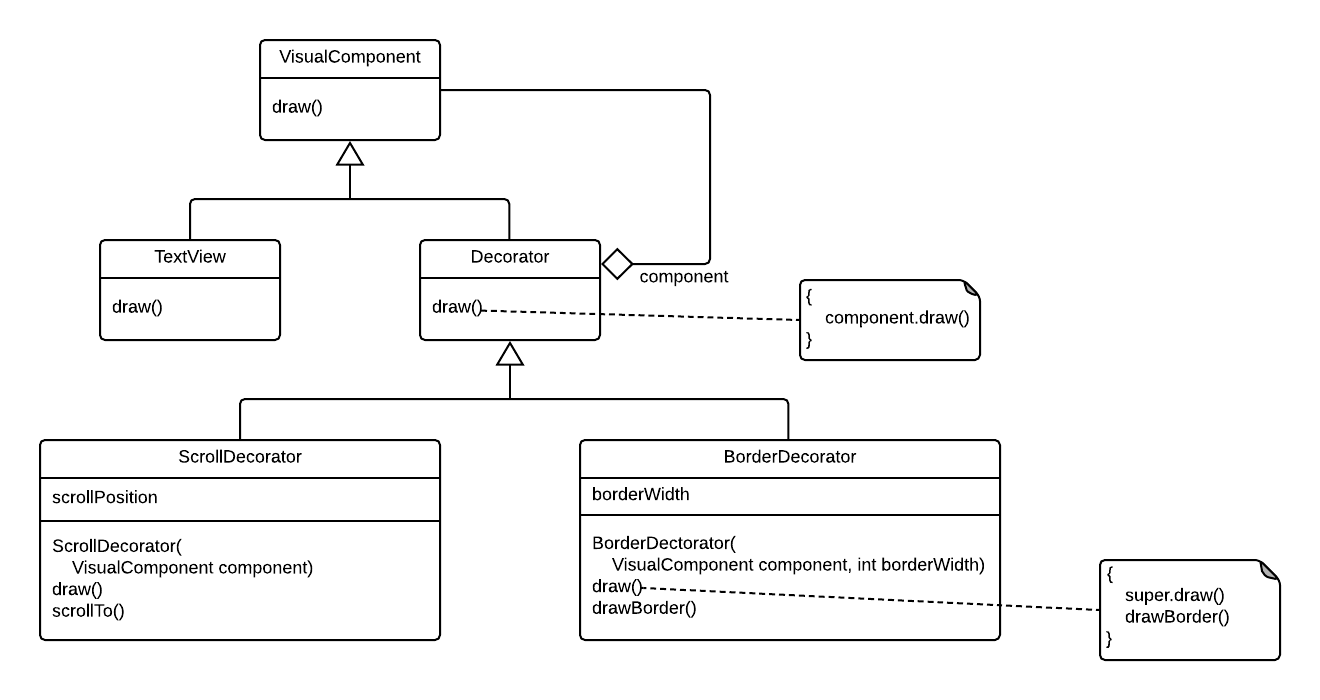 VisualComponent
draw()
TextView
draw()
Decorator
draw()
component
{
component.draw()
}
ScrollDecorator
scrollPosition
ScrollDecorator(
VisualComponent component)
draw()
scrollTo()
BorderDecorator
borderWidth
BorderDectorator(
VisualComponent component, int borderWidth)
draw()
drawBorder()
{
super.draw()
drawBorder()
}